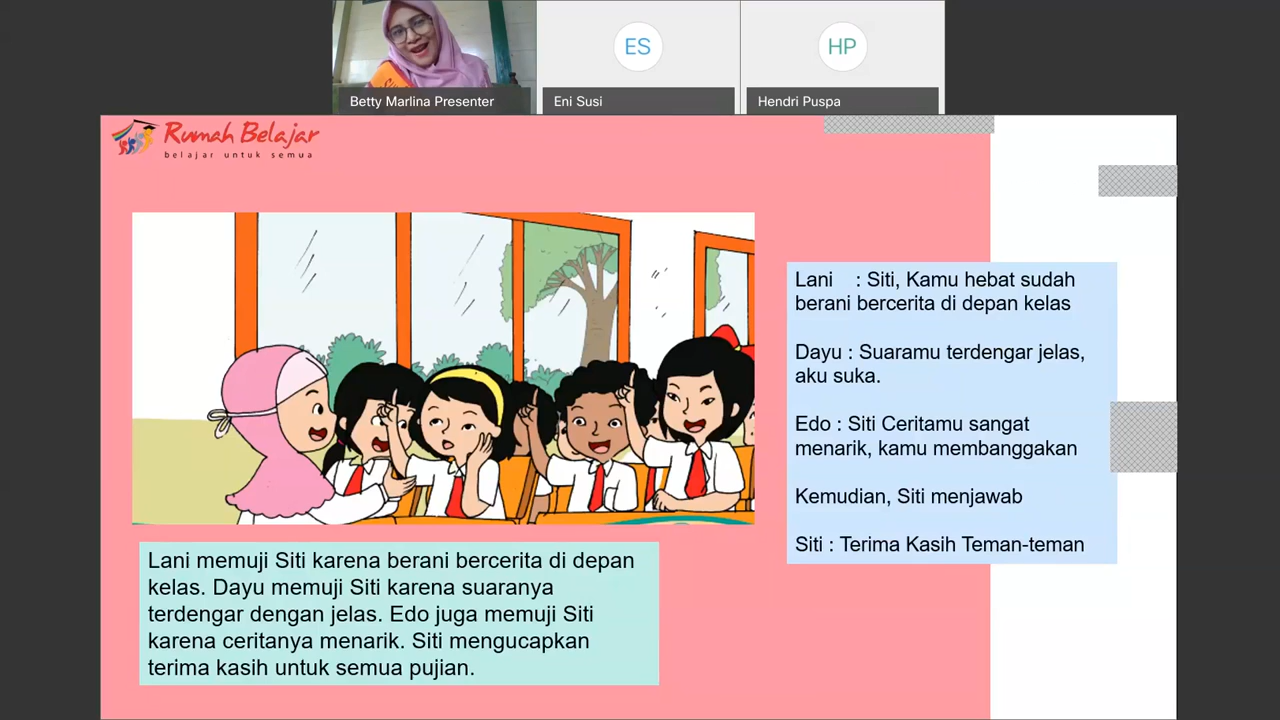 ES
HP
Betty Marlina Presenter
Eni Susi
Hendri Puspa
Rumah Belajar
belajar untuk semua
Lani : Siti, Kamu hebat sudah
berani bercerita di depan kelas
Dayu : Suaramu terdengar jelas,
aku suka.
Edo : Siti Ceritamu sangat
menarik, kamu membanggakan
Kemudian, Siti menjawab
Siti : Terima Kasih Teman-teman
Lani memuji Siti karena berani bercerita di depan
kelas. Dayu memuji Siti karena suaranya
terdengar dengan jelas. Edo juga memuji Siti
karena ceritanya menarik. Siti mengucapkan
terima kasih untuk semua pujian.